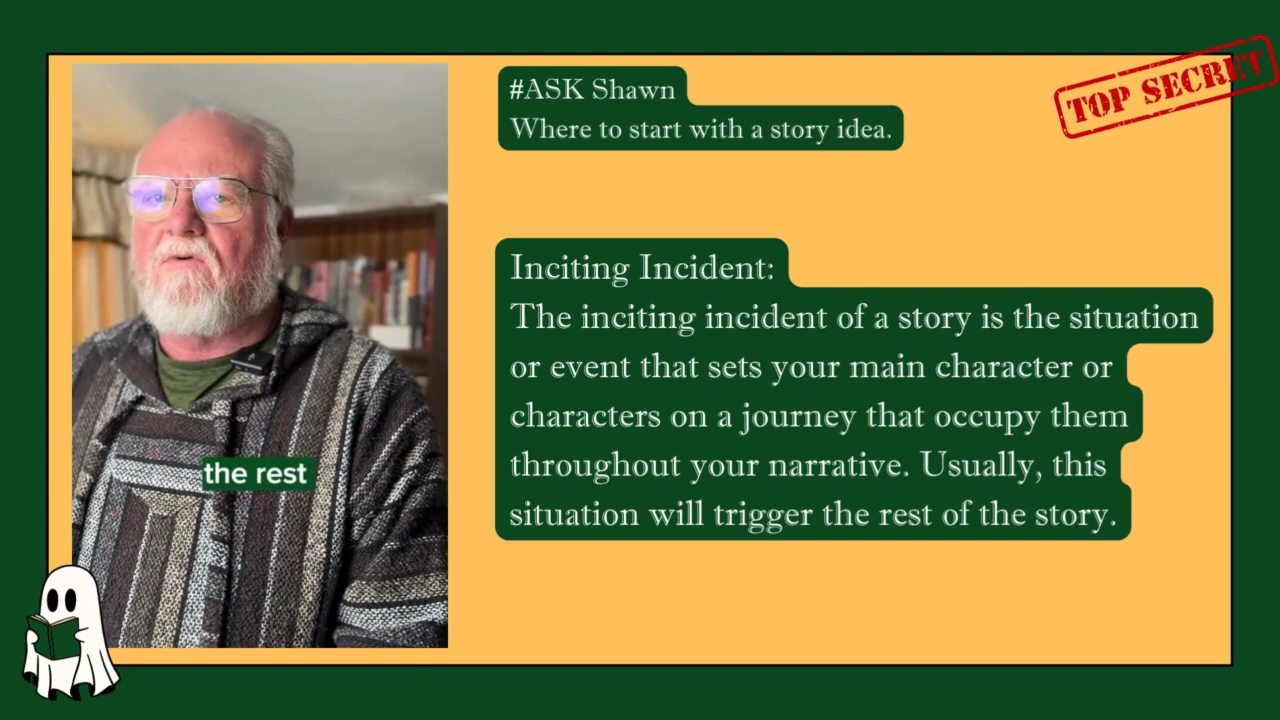 #ASK Shawn
Where to start with a story idea.
TOP SECRET
Inciting Incident:
The inciting incident of a story is the situation
or event that sets your main character or
characters on a journey that occupy them
throughout your narrative. Usually, this
situation will trigger the rest of the story.
the rest